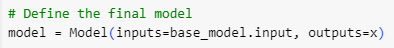 # Define the final model
model = Model(inputs=base_model.input, outputs=x)